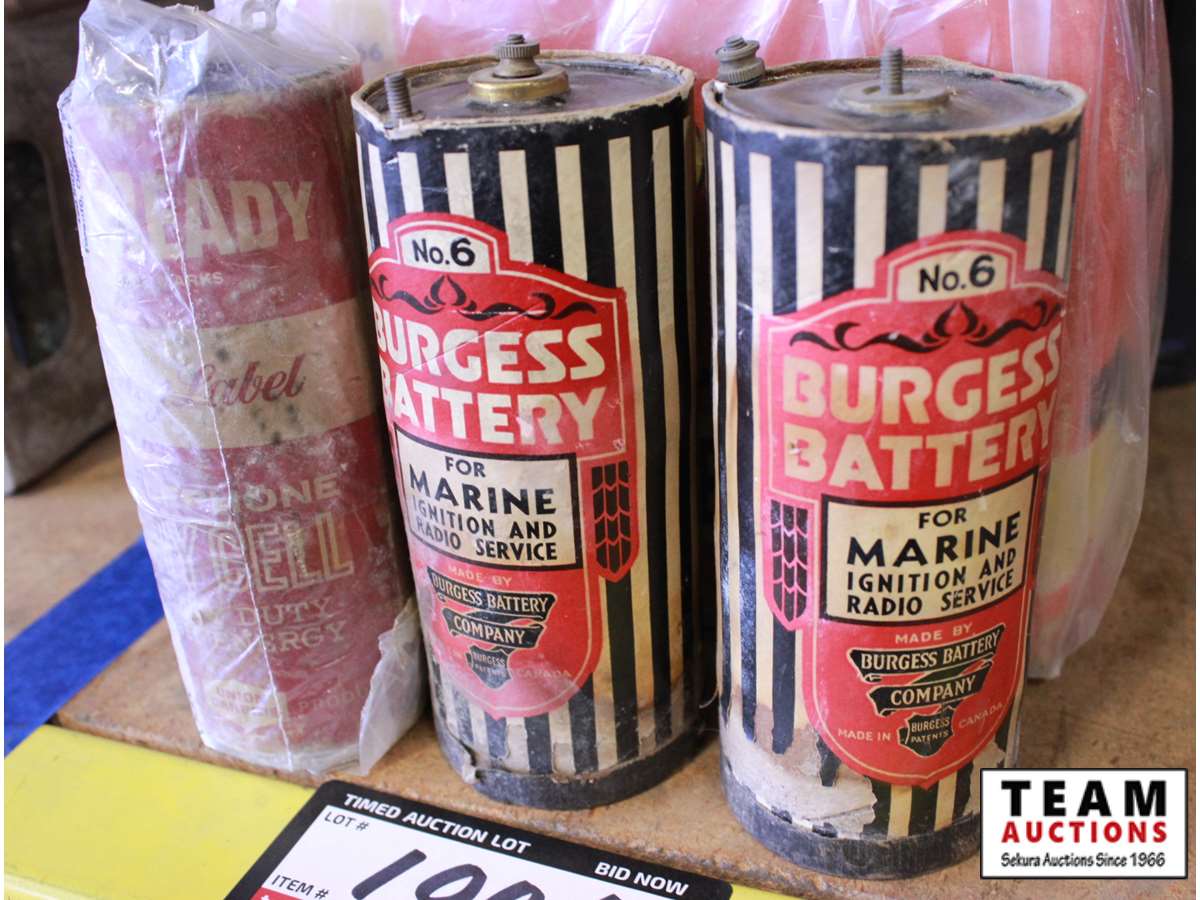 READY
Label
CELL
DUTY
UNION
No.6
BURGESS
BATTERY
FOR
MARINE
IGNITION AND
RADIO SERVICE
MADE BY
BURGESS BATTERY
COMPANY
BURGESS
PATENTS
CANADA
No.6
BURGESS
BATTERY
FOR
MARINE
IGNITION AND
RADIO SERVICE
MADE BY
BURGESS BATTERY
COMPANY
MADE IN BURGESS CANADA
PATENTS
TIMED AUCTION LOT
BID NOW
LOT #
ITEM #
TEAM
AUCTIONS
Sekura Auctions Since 1966